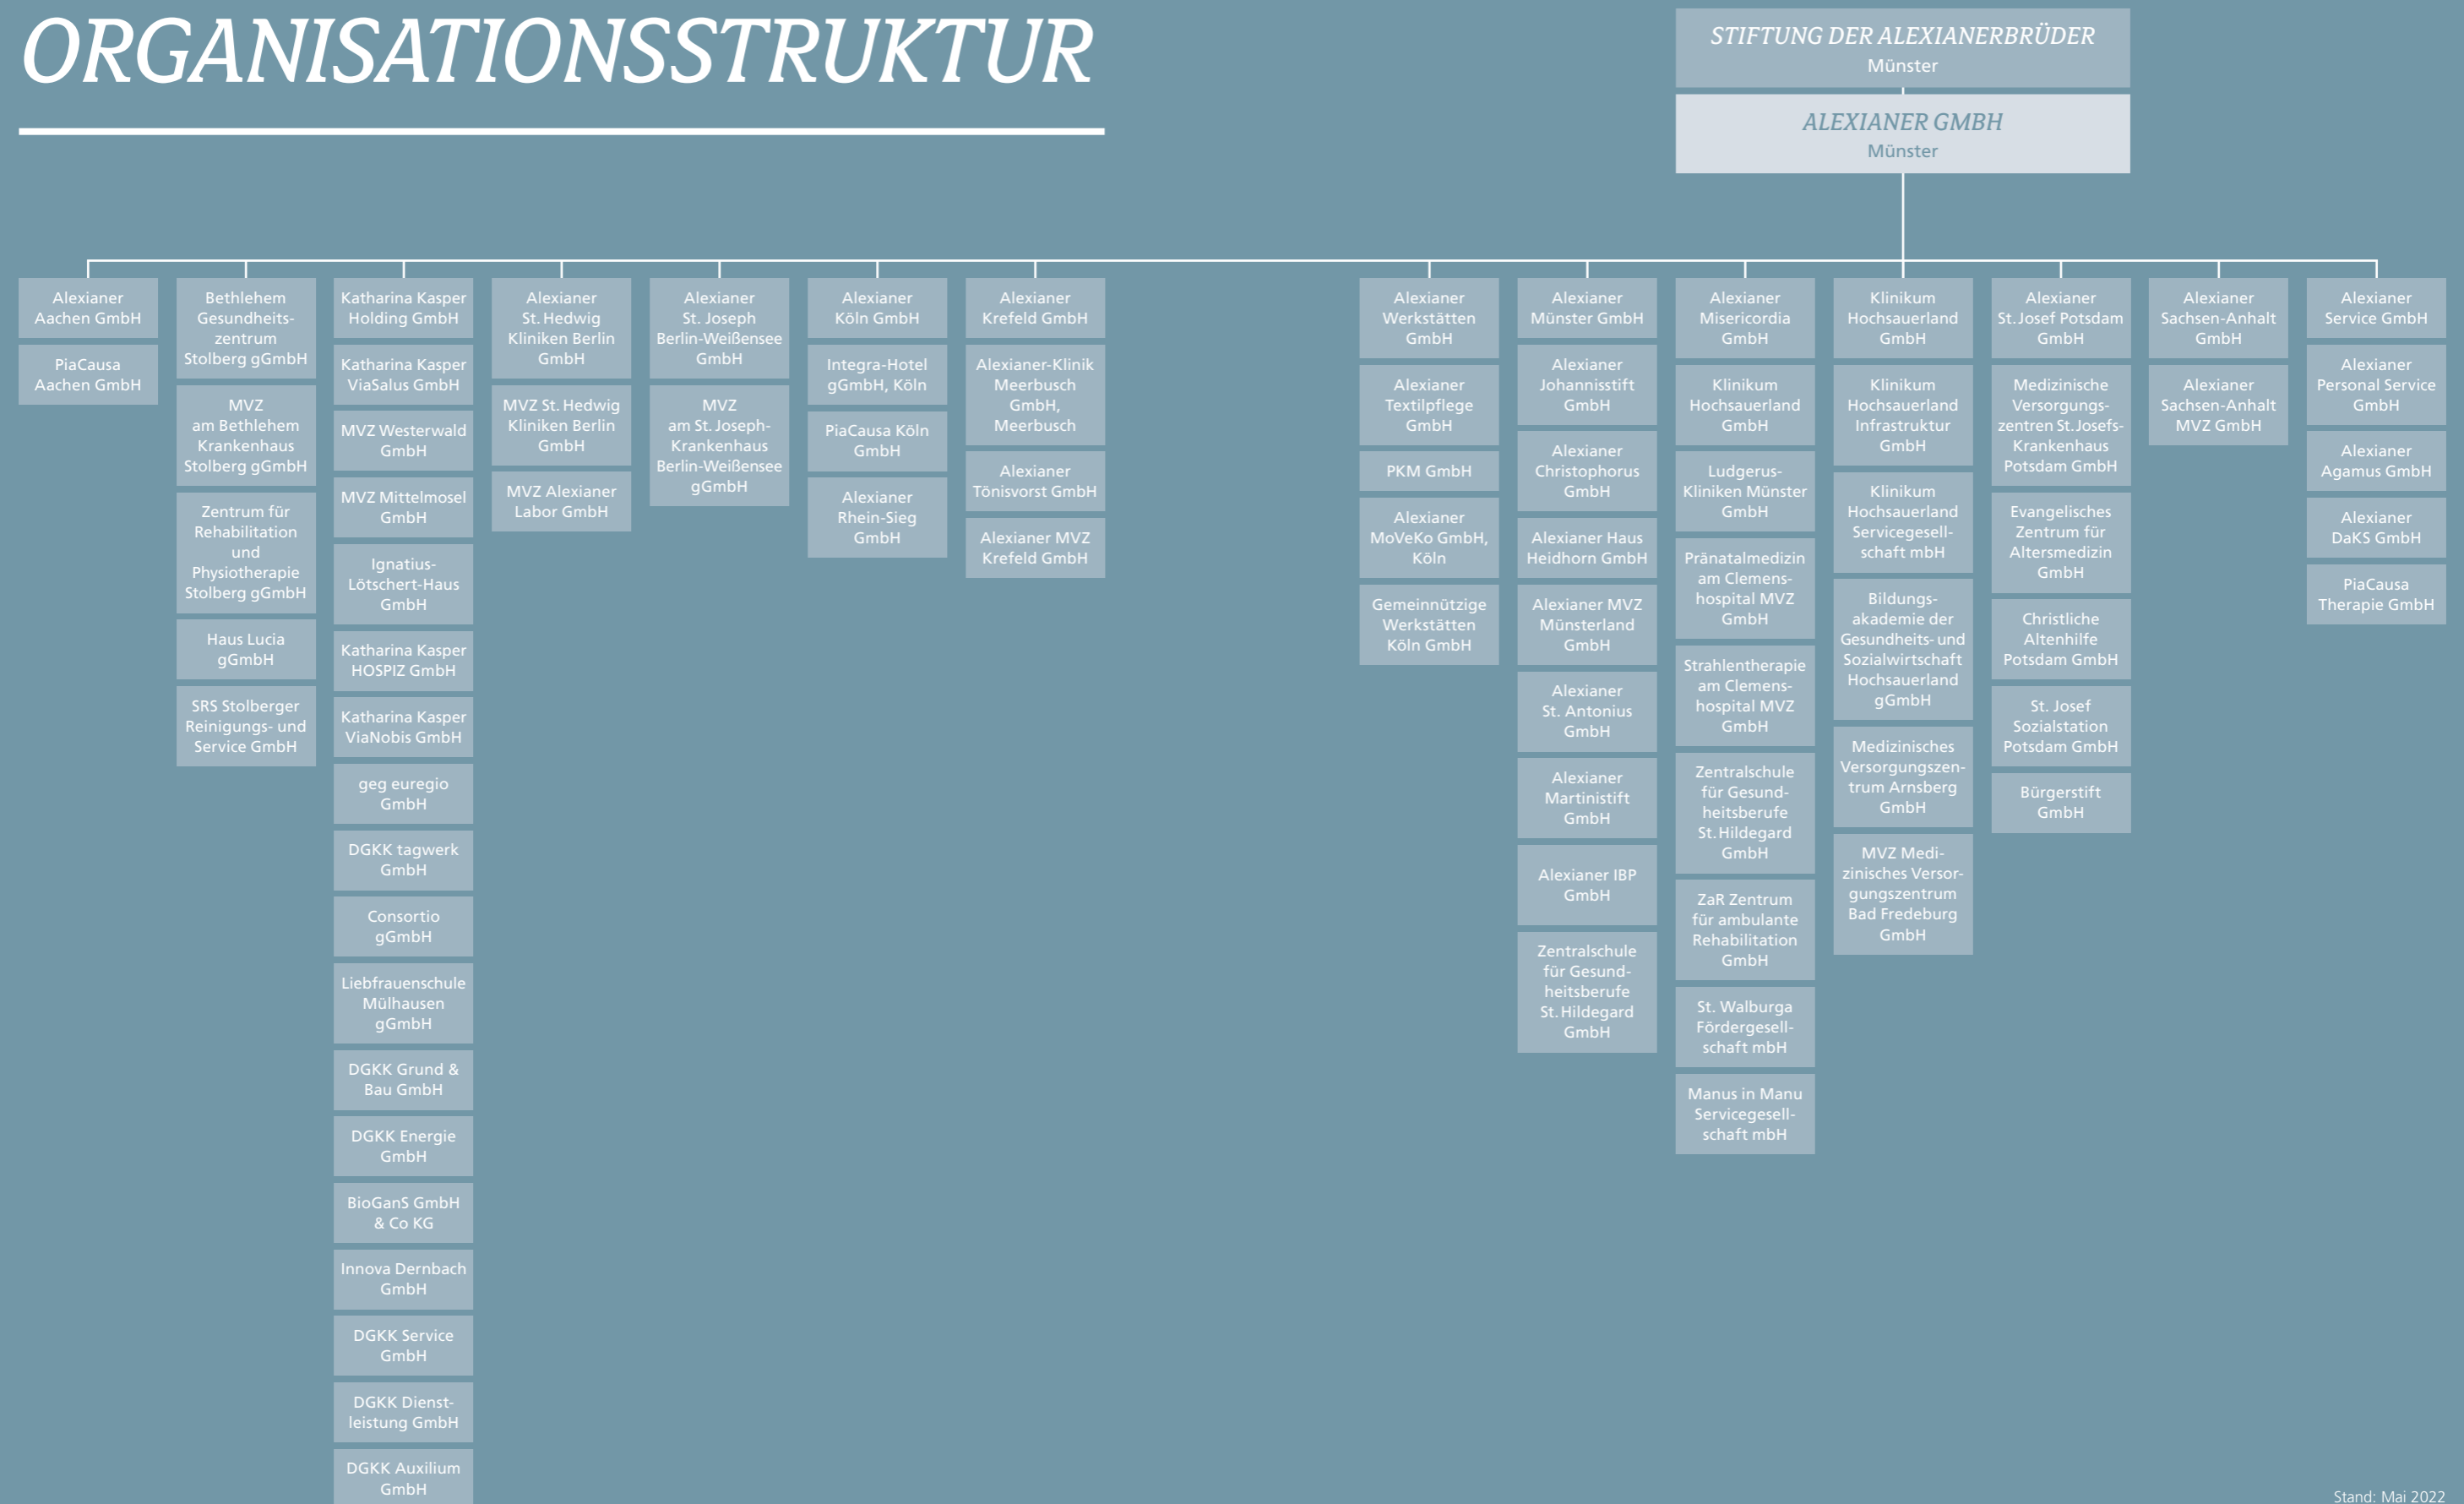 ORGANISATIONSSTRUKTUR
STIFTUNG DER ALEXIANERBRÜDER
Münster
ALEXIANER GMBH
Münster
Alexianer
Aachen GmbH
PiaCausa
Aachen GmbH
Bethlehem
Gesundheits-
zentrum
Stolberg gGmbH
MVZ
am Bethlehem
Krankenhaus
Stolberg gGmbH
Zentrum für
Rehabilitation
und
Physiotherapie
Stolberg gGmbH
Haus Lucia
gGmbH
SRS Stolberger
Reinigungs- und
Service GmbH
Katharina Kasper
Holding GmbH
Katharina Kasper
ViaSalus GmbH
MVZ Westerwald
GmbH
MVZ Mittelmosel
GmbH
Ignatius-
Lötschert-Haus
GmbH
Katharina Kasper
HOSPIZ GmbH
Katharina Kasper
ViaNobis GmbH
geg euregio
GmbH
DGKK tagwerk
GmbH
Consortio
gGmbH
Liebfrauenschule
Mülhausen
gGmbH
DGKK Grund &
Bau GmbH
DGKK Energie
GmbH
BioGanS GmbH
& Co KG
Innova Dernbach
GmbH
DGKK Service
GmbH
DGKK Dienst-
leistung GmbH
DGKK Auxilium
GmbH
Alexianer
St. Hedwig
Kliniken Berlin
GmbH
MVZ St. Hedwig
Kliniken Berlin
GmbH
MVZ Alexianer
Labor GmbH
Alexianer
St. Joseph
Berlin-Weißensee
GmbH
MVZ
am St. Joseph-
Krankenhaus
Berlin-Weißensee
gGmbH
Alexianer
Köln GmbH
Integra-Hotel
gGmbH, Köln
PiaCausa Köln
GmbH
Alexianer
Rhein-Sieg
GmbH
Alexianer
Krefeld GmbH
Alexianer-Klinik
Meerbusch
GmbH,
Meerbusch
Alexianer
Tönisvorst GmbH
Alexianer MVZ
Krefeld GmbH
Alexianer
Werkstätten
GmbH
Alexianer
Textilpflege
GmbH
PKM GmbH
Alexianer
MoVeKo GmbH,
Köln
Gemeinnützige
Werkstätten
Köln GmbH
Alexianer
Münster GmbH
Alexianer
Johannisstift
GmbH
Alexianer
Christophorus
GmbH
Alexianer Haus
Heidhorn GmbH
Alexianer MVZ
Münsterland
GmbH
Alexianer
St. Antonius
GmbH
Alexianer
Martinistift
GmbH
Alexianer IBP
GmbH
Zentralschule
für Gesund-
heitsberufe
St. Hildegard
GmbH
Alexianer
Misericordia
GmbH
Klinikum
Hochsauerland
GmbH
Ludgerus-
Kliniken Münster
GmbH
Pränatalmedizin
am Clemens-
hospital MVZ
GmbH
Strahlentherapie
am Clemens-
hospital MVZ
GmbH
Zentralschule
für Gesund-
heitsberufe
St. Hildegard
GmbH
ZaR Zentrum
für ambulante
Rehabilitation
GmbH
St. Walburga
Fördergesell-
schaft mbH
Manus in Manu
Servicegesell-
schaft mbH
Klinikum
Hochsauerland
GmbH
Klinikum
Hochsauerland
Infrastruktur
GmbH
Klinikum
Hochsauerland
Servicegesell-
schaft mbH
Bildungs-
akademie der
Gesundheits- und
Sozialwirtschaft
Hochsauerland
gGmbH
Medizinisches
Versorgungszen-
trum Arnsberg
GmbH
MVZ Medi-
zinisches Versor-
gungszentrum
Bad Fredeburg
GmbH
Alexianer
St. Josef Potsdam
GmbH
Medizinische
Versorgungs-
zentren St. Josefs-
Krankenhaus
Potsdam GmbH
Evangelisches
Zentrum für
Altersmedizin
GmbH
Christliche
Altenhilfe
Potsdam GmbH
St. Josef
Sozialstation
Potsdam GmbH
Bürgerstift
GmbH
Alexianer
Sachsen-Anhalt
GmbH
Alexianer
Sachsen-Anhalt
MVZ GmbH
Alexianer
Service GmbH
Alexianer
Personal Service
GmbH
Alexianer
Agamus GmbH
Alexianer
DaKS GmbH
PiaCausa
Therapie GmbH
Stand: Mai 2022